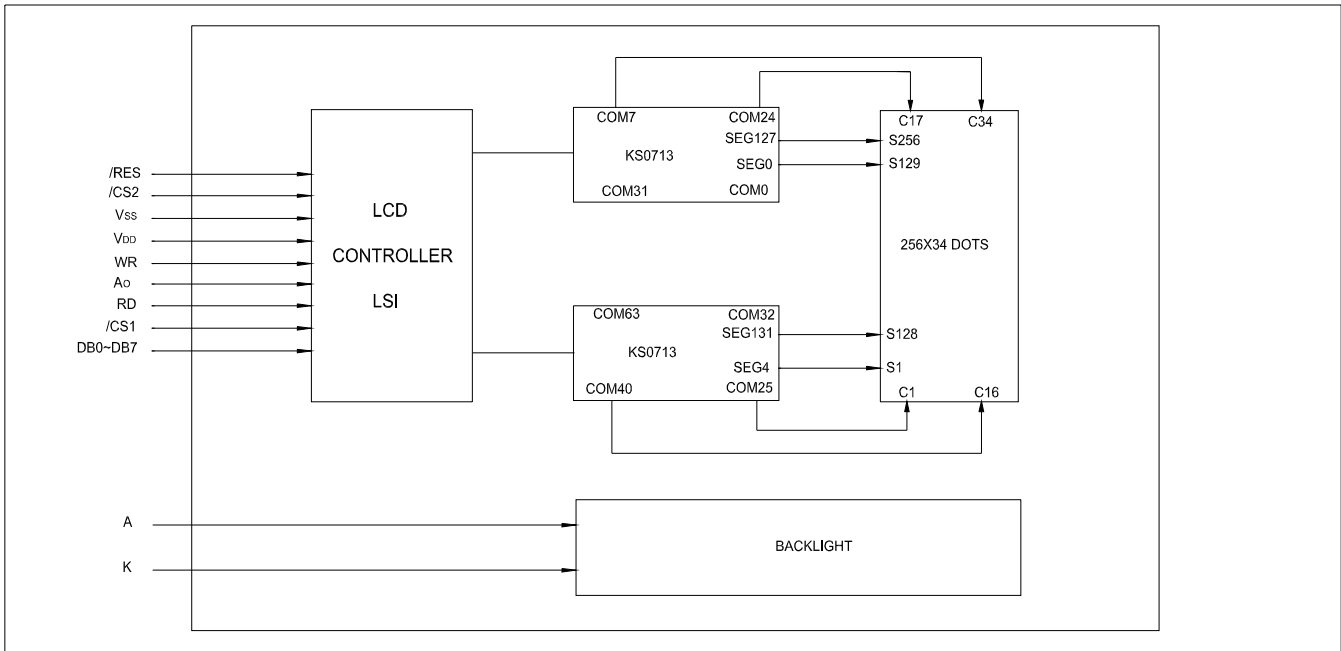 /RES
/CS2
VSS
VDD
WR
AO
RD
/CS1
DB0~DB7
LCD
CONTROLLER
LSI
COM7 COM24
SEG127
KS0713
SEG0
COM31 COM0
COM63 COM32
SEG131
KS0713
SEG4
COM40 COM25
C17 C34
S256
S129
256X34 DOTS
S128
S1
C1 C16
A
K
BACKLIGHT